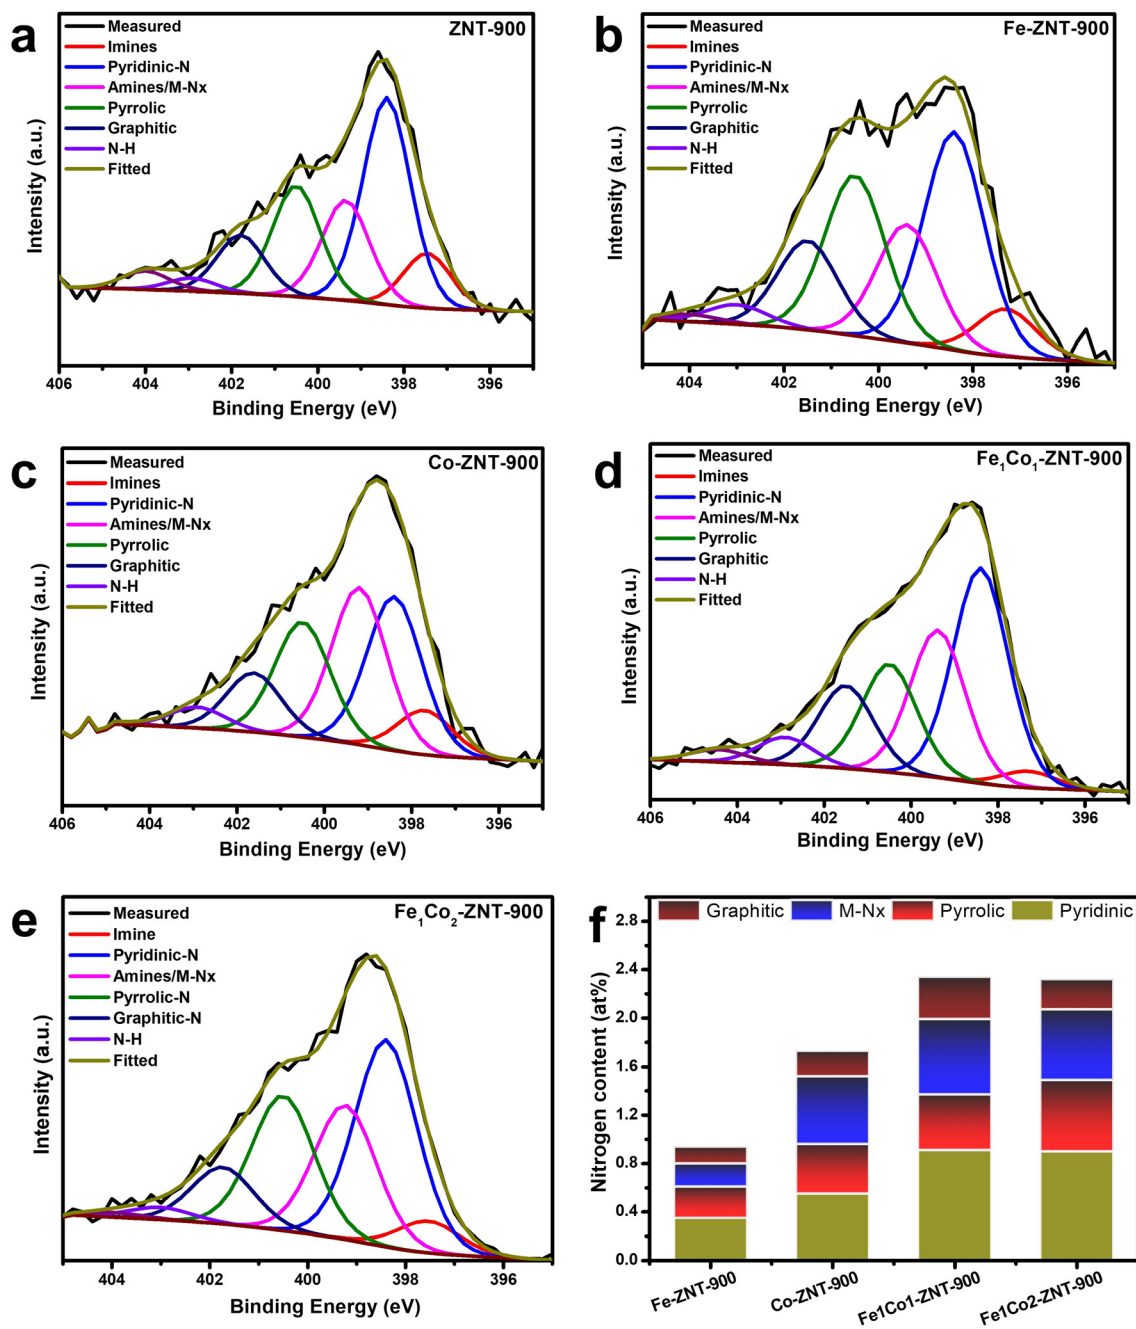 a
ZNT-900
Measured
Imines
Pyridinic-N
Amines/M-Nx
Pyrrolic
Graphitic
N-H
Fitted
Intensity (a.u.)
406 404 402 400 398 396
Binding Energy (eV)
b
Fe-ZNT-900
Measured
Imines
Pyridinic-N
Amines/M-Nx
Pyrrolic
Graphitic
N-H
Fitted
Intensity (a.u.)
404 402 400 398 396
Binding Energy (eV)
c
Co-ZNT-900
Measured
Imines
Pyridinic-N
Amines/M-Nx
Pyrrolic
Graphitic
N-H
Fitted
Intensity (a.u.)
406 404 402 400 398 396
Binding Energy (eV)
d
Fe₁Co₁-ZNT-900
Measured
Imines
Pyridinic-N
Amines/M-Nx
Pyrrolic
Graphitic
N-H
Fitted
Intensity (a.u.)
406 404 402 400 398 396
Binding Energy (eV)
e
Fe₁Co₂-ZNT-900
Measured
Imine
Pyridinic-N
Amines/M-Nx
Pyrrolic-N
Graphitic-N
N-H
Fitted
Intensity (a.u.)
404 402 400 398 396
Binding Energy (eV)
f
Graphitic M-Nx Pyrrolic Pyridinic
Nitrogen content (at%)
2.8
2.4
2.0
1.6
1.2
0.8
0.4
0.0
Fe-ZNT-900 Co-ZNT-900 Fe1Co1-ZNT-900 Fe1Co2-ZNT-900